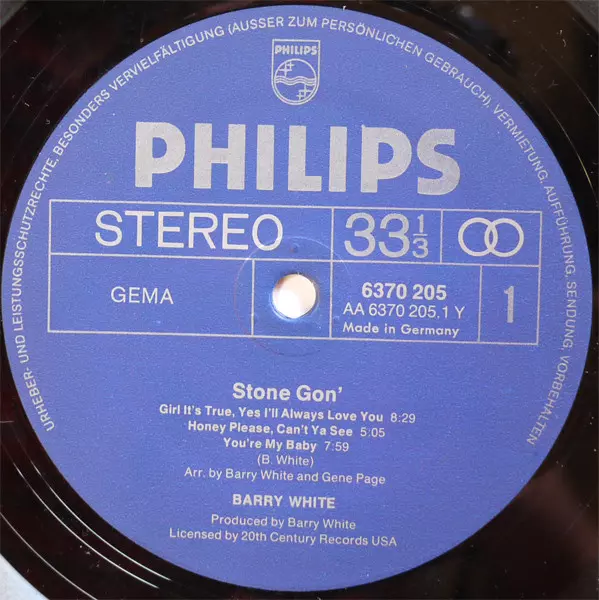 URHEBER- UND LEISTUNGSSCHUTZRECHTE, BESONDERS VERVIELFÄLTIGUNG (AUSSER ZUM PERSÖNLICHEN GEBRAUCH), VERMIETUNG, AUFFÜHRUNG, SENDUNG, VORBEHALTEN
PHILIPS
PHILIPS
STEREO 33 1/3
GEMA 6370 205 1
AA 6370 205.1 Y
Made in Germany
Stone Gon'
Girl It's True, Yes I'll Always Love You 8:29
Honey Please, Can't Ya See 5:05
You're My Baby 7:59
(B. White)
Arr. by Barry White and Gene Page
BARRY WHITE
Produced by Barry White
Licensed by 20th Century Records USA